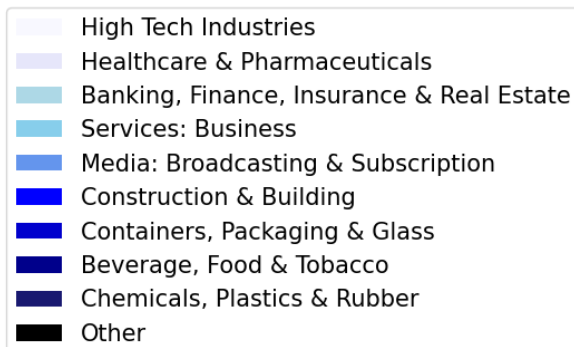 High Tech Industries
Healthcare & Pharmaceuticals
Banking, Finance, Insurance & Real Estate
Services: Business
Media: Broadcasting & Subscription
Construction & Building
Containers, Packaging & Glass
Beverage, Food & Tobacco
Chemicals, Plastics & Rubber
Other